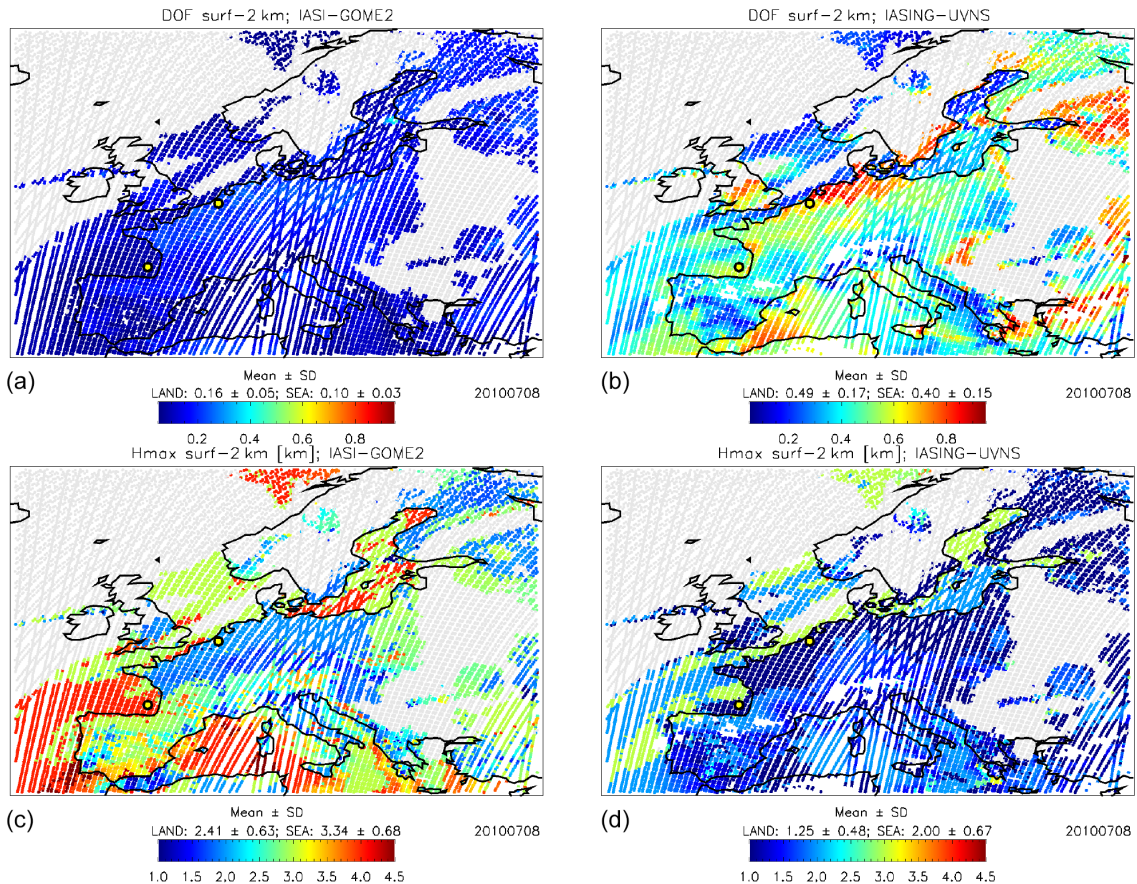 DOF surf-2 km; IASI-GOME2
DOF surf-2 km; IASING-UVNS
(a)
Mean ± SD
LAND: 0.16 ± 0.05; SEA: 0.10 ± 0.03
20100708
0.2 0.4 0.6 0.8
(b)
Mean ± SD
LAND: 0.49 ± 0.17; SEA: 0.40 ± 0.15
20100708
0.2 0.4 0.6 0.8
Hmax surf-2 km [km]; IASI-GOME2
Hmax surf-2 km [km]; IASING-UVNS
(c)
Mean ± SD
LAND: 2.41 ± 0.63; SEA: 3.34 ± 0.68
20100708
1.0 1.5 2.0 2.5 3.0 3.5 4.0 4.5
(d)
Mean ± SD
LAND: 1.25 ± 0.48; SEA: 2.00 ± 0.67
20100708
1.0 1.5 2.0 2.5 3.0 3.5 4.0 4.5